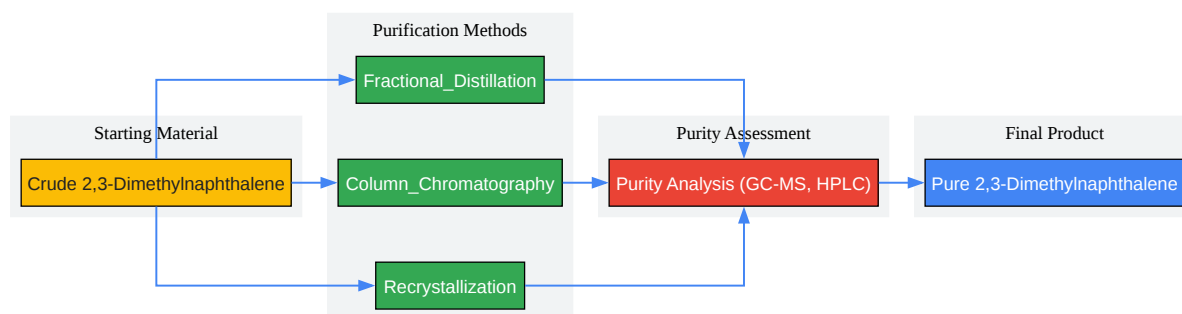 Purification Methods
Fractional_Distillation
Starting Material
Purity Assessment
Final Product
Crude 2,3-Dimethylnaphthalene
Column_Chromatography
Purity Analysis (GC-MS, HPLC)
Pure 2,3-Dimethylnaphthalene
Recrystallization